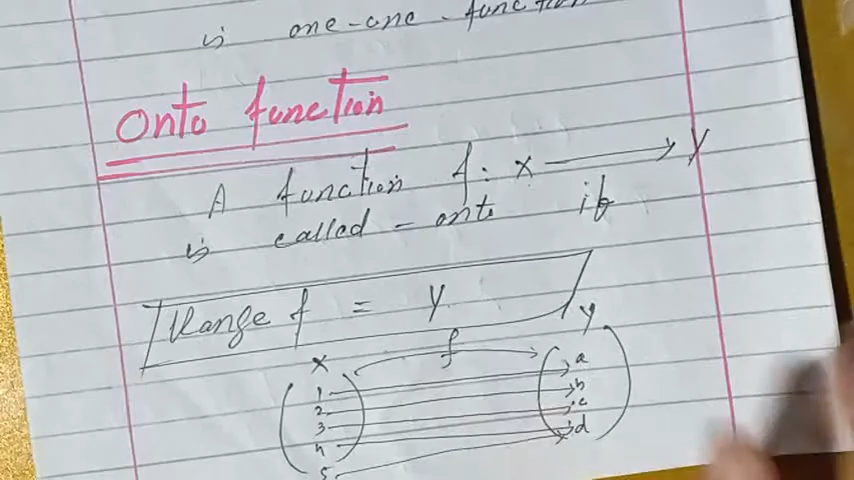 is one-one-function
Onto function
A function f: X → Y
is called - onto if
Range f = Y
X f Y
1 a
2 b
3 c
4 d
5